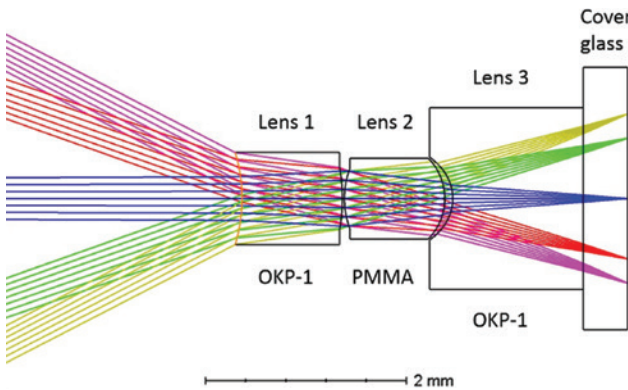 Cover
glass
Lens 3
Lens 1
Lens 2
OKP-1
PMMA
OKP-1
2 mm